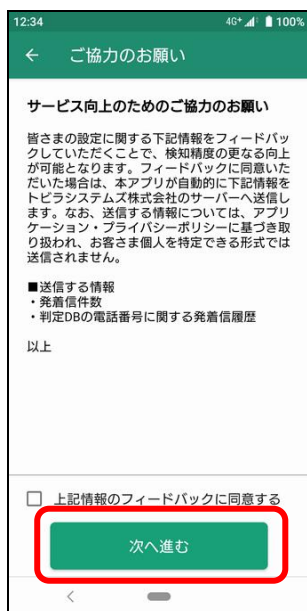 12:34 4G+ 100%
← ご協力のお願い
サービス向上のためのご協力のお願い
皆さまの設定に関する下記情報をフィードバッ
クしていただくことで、検知精度の更なる向上
が可能となります。フィードバックに同意いた
だいた場合は、本アプリが自動的に下記情報を
トビラシステムズ株式会社のサーバーへ送信し
ます。なお、送信する情報については、アプリ
ケーション・プライバシーポリシーに基づき取
り扱われ、お客さま個人を特定できる形式では
送信されません。
■送信する情報
・発着信件数
・判定DBの電話番号に関する発着信履歴
以上
上記情報のフィードバックに同意する
次へ進む